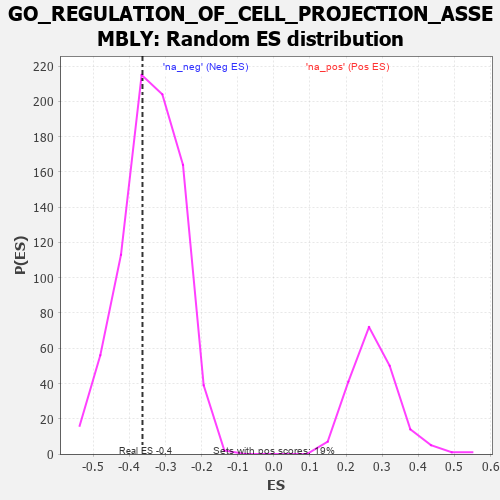 GO_REGULATION_OF_CELL_PROJECTION_ASSE
MBLY: Random ES distribution
'na_neg' (Neg ES) 'na_pos' (Pos ES)
220
200
180
160
140
120
100
80
60
40
20
0
P(ES)
Real ES -0,4 Sets with pos scores: 19%
-0.5 -0.4 -0.3 -0.2 -0.1 0.0 0.1 0.2 0.3 0.4 0.5 0.6
ES